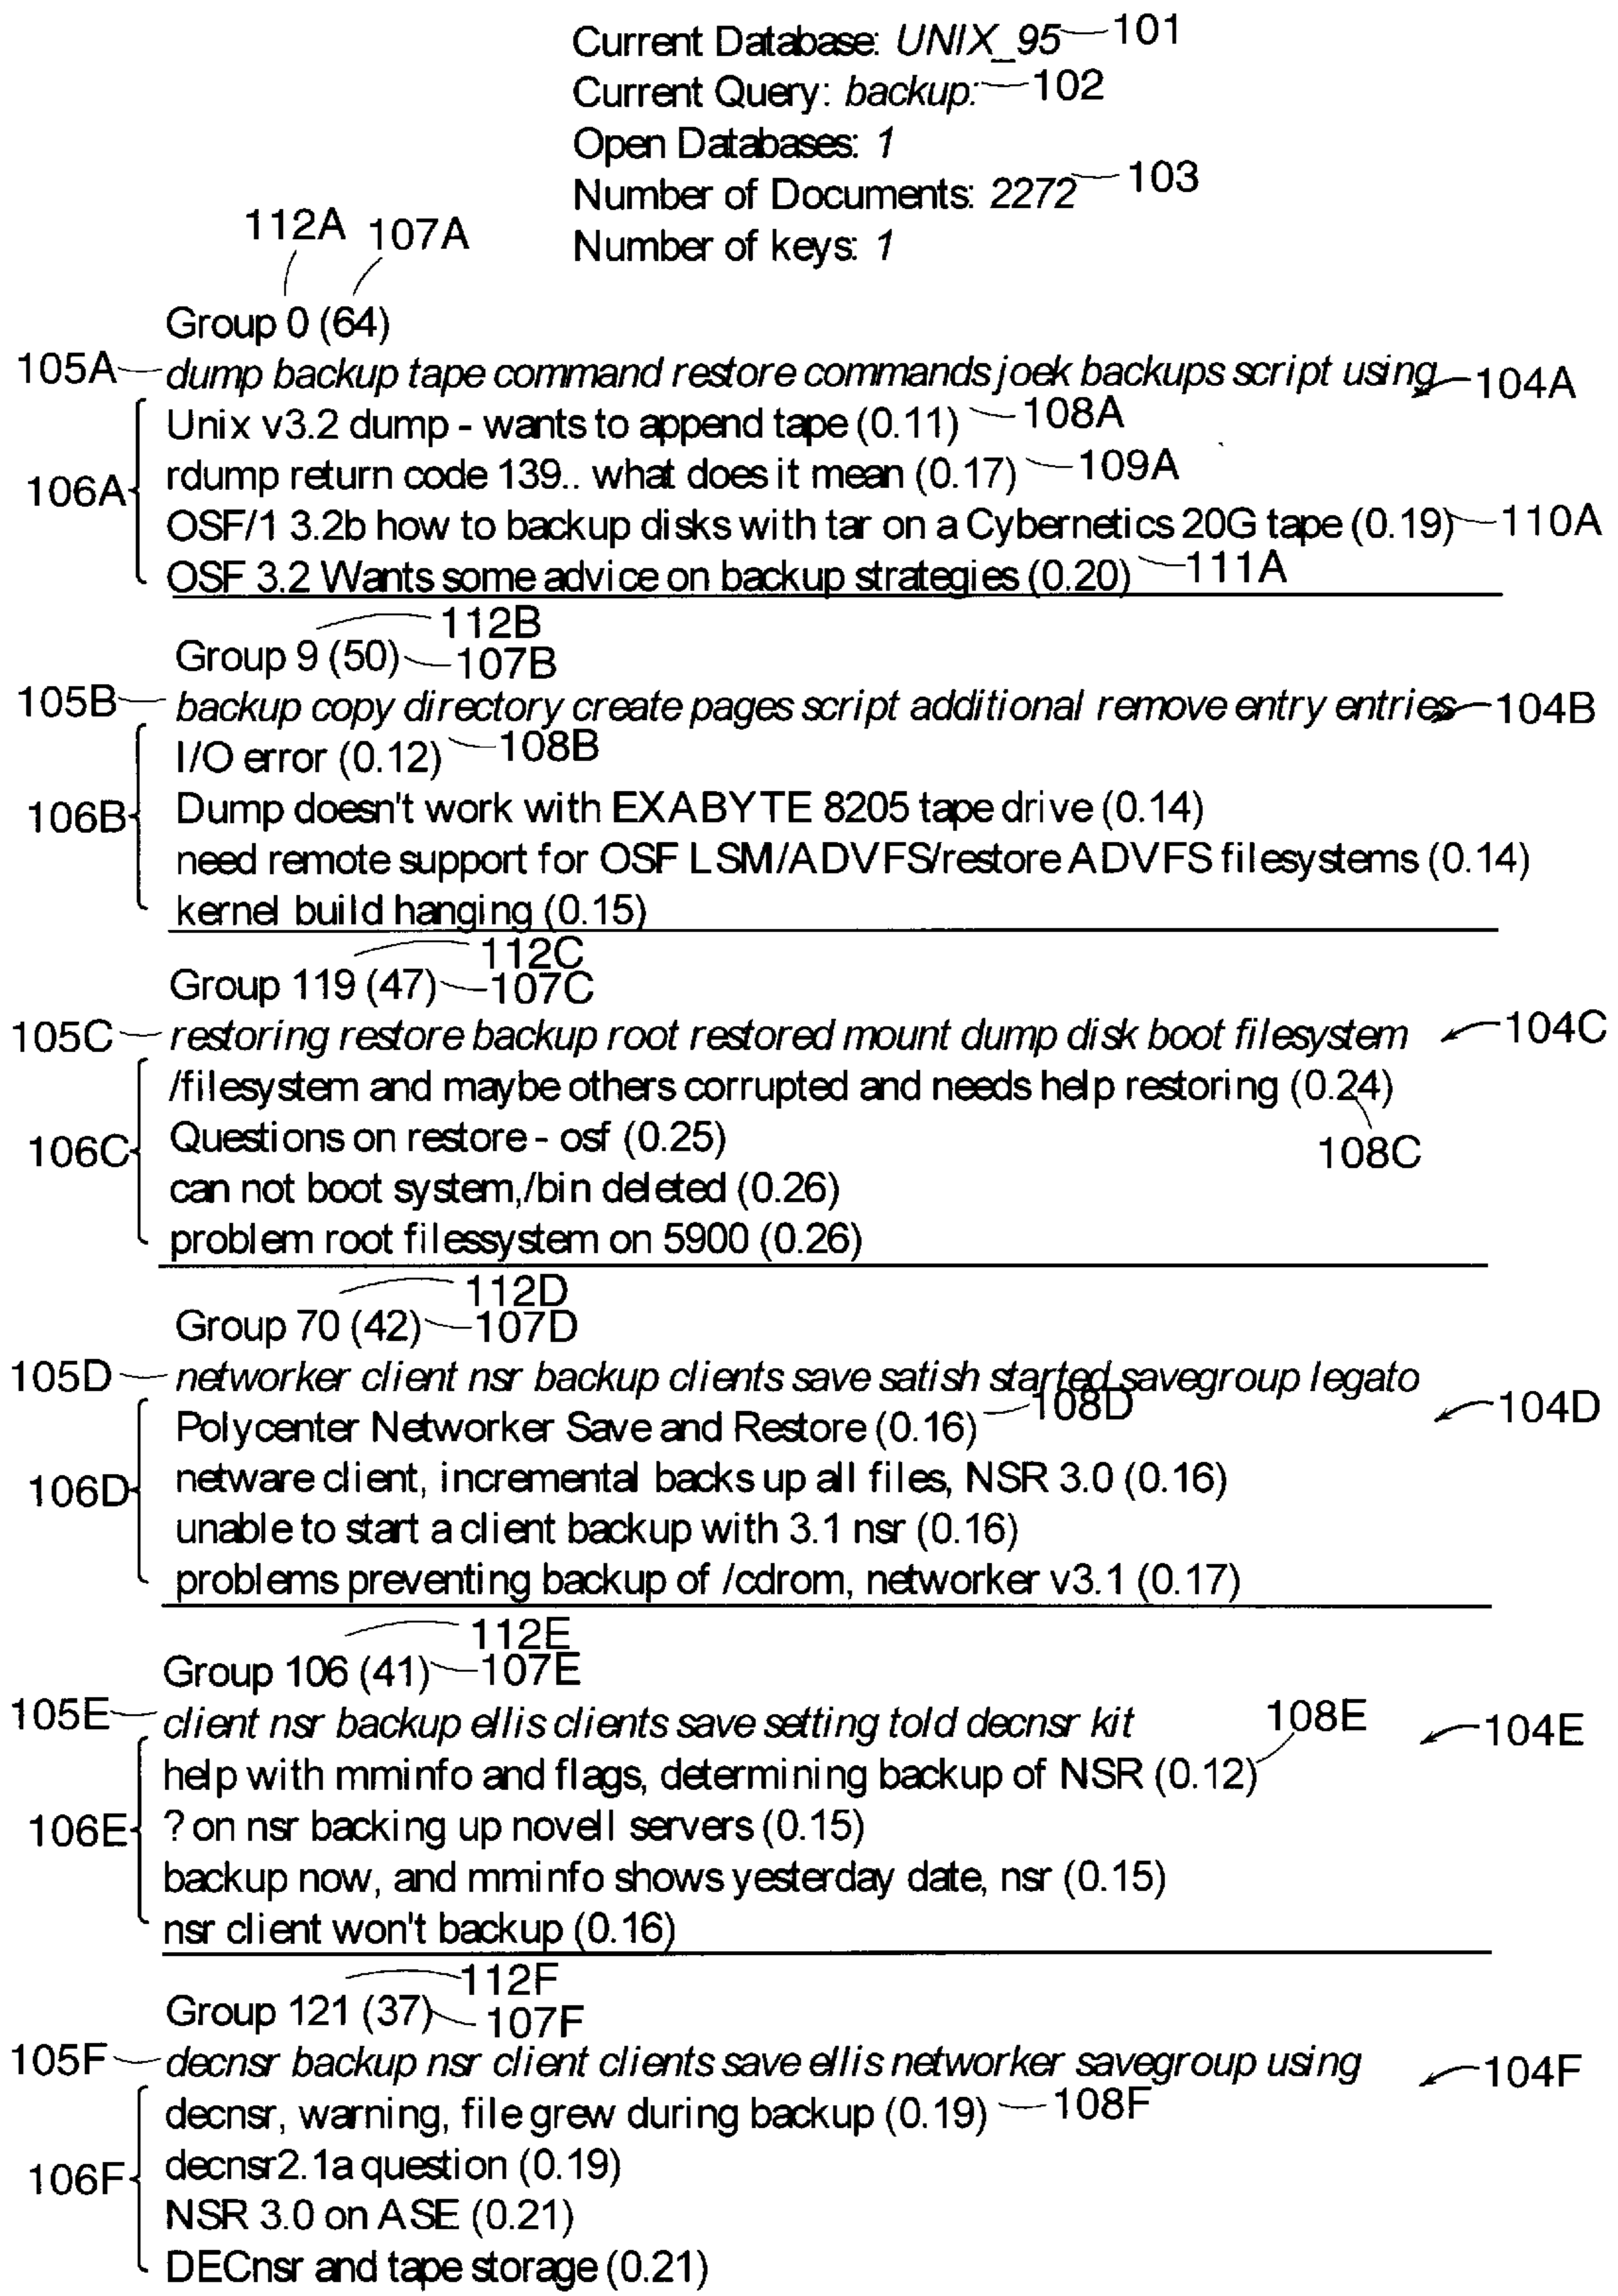 Current Database: UNIX_95 101
Current Query: backup: 102
Open Databases: 1
Number of Documents: 2272 103
Number of keys: 1
112A 107A
Group 0 (64)
105A dump backup tape command restore commands joek backups script using 104A
Unix v3.2 dump - wants to append tape (0.11) 108A
106A rdump return code 139.. what does it mean (0.17) 109A
OSF/1 3.2b how to backup disks with tar on a Cybernetics 20G tape (0.19) 110A
OSF 3.2 Wants some advice on backup strategies (0.20) 111A
112B
Group 9 (50) 107B
105B backup copy directory create pages script additional remove entry entries 104B
I/O error (0.12) 108B
106B Dump doesn't work with EXABYTE 8205 tape drive (0.14)
need remote support for OSF LSM/ADVFS/restore ADVFS filesystems (0.14)
kernel build hanging (0.15)
112C
Group 119 (47) 107C
105C restoring restore backup root restored mount dump disk boot filesystem 104C
/filesystem and maybe others corrupted and needs help restoring (0.24)
106C Questions on restore - osf (0.25) 108C
can not boot system,/bin deleted (0.26)
problem root filessystem on 5900 (0.26)
112D
Group 70 (42) 107D
105D networker client nsr backup clients save satish started savegroup legato
Polycenter Networker Save and Restore (0.16) 108D 104D
106D netware client, incremental backs up all files, NSR 3.0 (0.16)
unable to start a client backup with 3.1 nsr (0.16)
problems preventing backup of /cdrom, networker v3.1 (0.17)
112E
Group 106 (41) 107E
105E client nsr backup ellis clients save setting told decnsr kit 108E 104E
help with mminfo and flags, determining backup of NSR (0.12)
106E ? on nsr backing up novell servers (0.15)
backup now, and mminfo shows yesterday date, nsr (0.15)
nsr client won't backup (0.16)
112F
Group 121 (37) 107F
105F decnsr backup nsr client clients save ellis networker savegroup using 104F
decnsr, warning, file grew during backup (0.19) 108F
106F decnsr2.1a question (0.19)
NSR 3.0 on ASE (0.21)
DECnsr and tape storage (0.21)